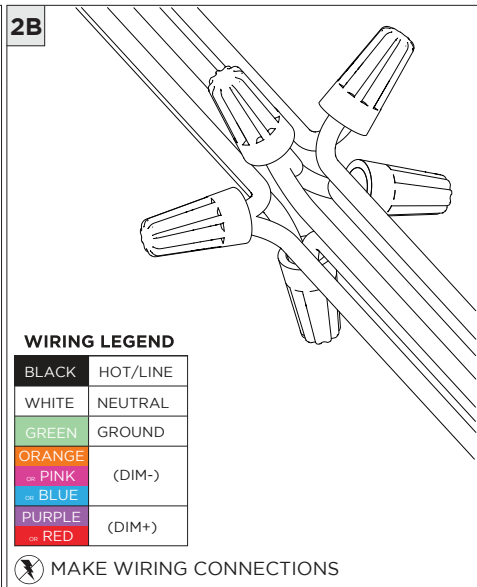 2B
WIRING LEGEND
BLACK HOT/LINE
WHITE NEUTRAL
GREEN GROUND
ORANGE
OR PINK (DIM-)
OR BLUE
PURPLE (DIM+)
OR RED
MAKE WIRING CONNECTIONS